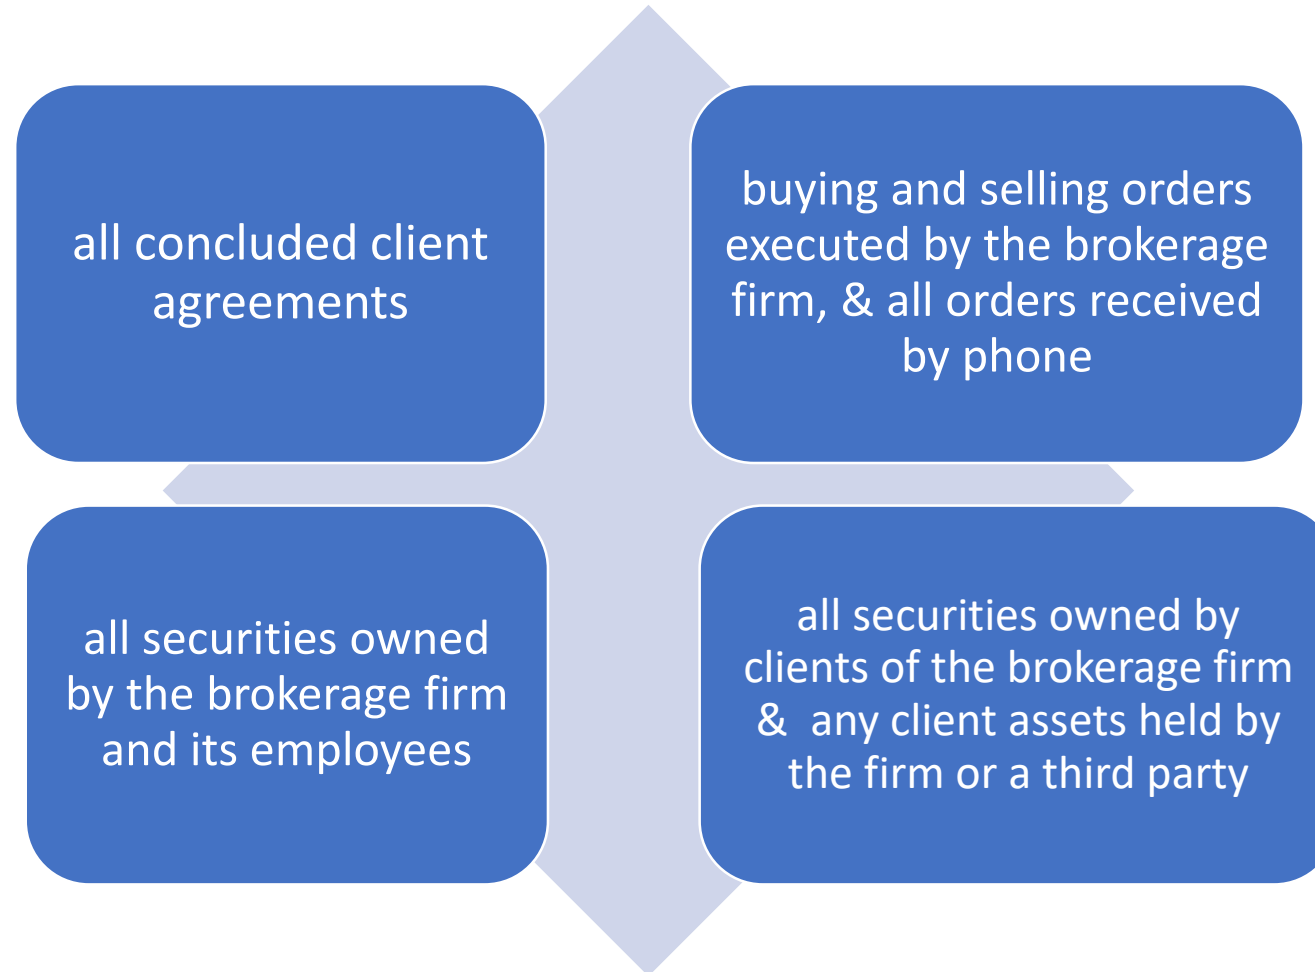 all concluded client
agreements
buying and selling orders
executed by the brokerage
firm, & all orders received
by phone
all securities owned
by the brokerage firm
and its employees
all securities owned by
clients of the brokerage firm
&  any client assets held by
the firm or a third party